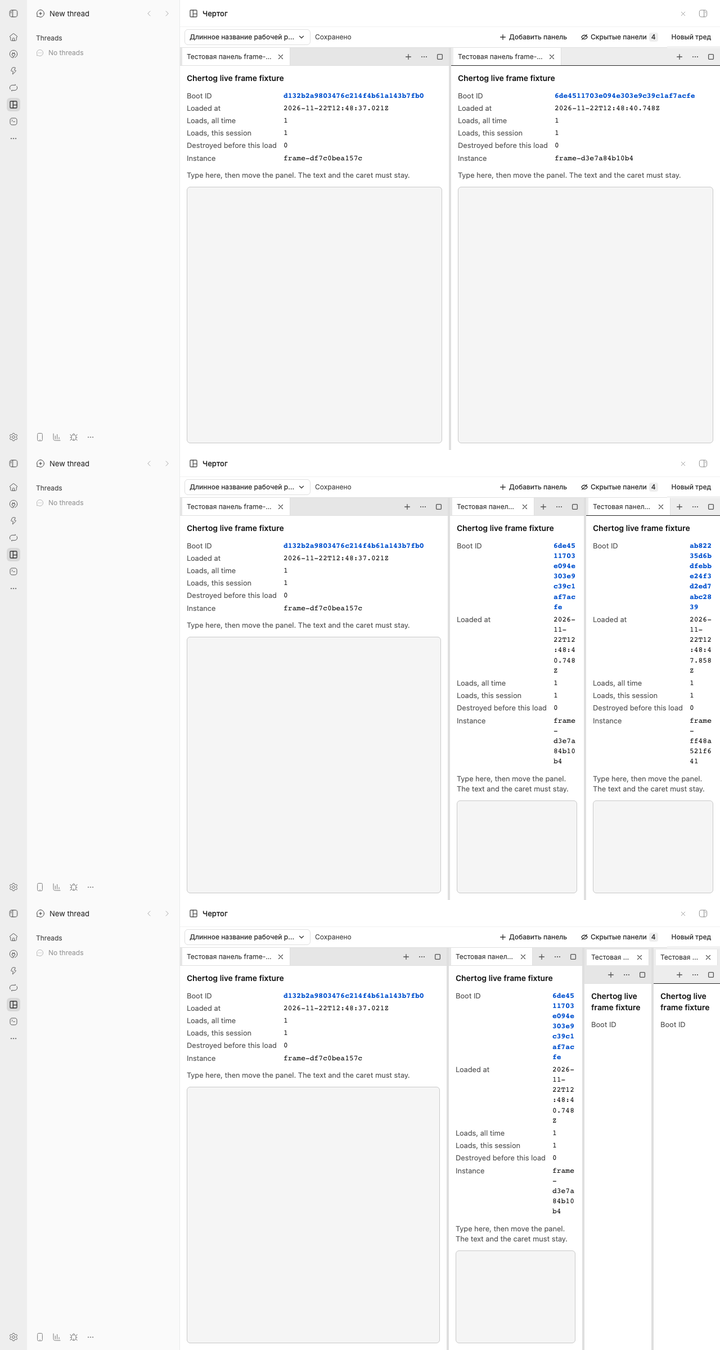 New thread
Чертог
Threads
No threads
Длинное название рабочей р...
Сохранено
Добавить панель
Скрытые панели 4
Новый тред
Тестовая панель frame-...
Тестовая панель frame-...
Chertog live frame fixture
Boot ID d132b2a9803476c214f4b61a143b7fb0
Loaded at 2026-11-22T12:48:37.021Z
Loads, all time 1
Loads, this session 1
Destroyed before this load 0
Instance frame-df7c0bea157c
Type here, then move the panel. The text and the caret must stay.
Chertog live frame fixture
Boot ID 6de4511703e094e303e9c39c1af7acfe
Loaded at 2026-11-22T12:48:40.748Z
Loads, all time 1
Loads, this session 1
Destroyed before this load 0
Instance frame-d3e7a84b10b4
Type here, then move the panel. The text and the caret must stay.
New thread
Чертог
Threads
No threads
Длинное название рабочей р...
Сохранено
Добавить панель
Скрытые панели 4
Новый тред
Тестовая панель frame-...
Тестовая панел...
Тестовая панел...
Chertog live frame fixture
Boot ID d132b2a9803476c214f4b61a143b7fb0
Loaded at 2026-11-22T12:48:37.021Z
Loads, all time 1
Loads, this session 1
Destroyed before this load 0
Instance frame-df7c0bea157c
Type here, then move the panel. The text and the caret must stay.
Chertog live frame fixture
Boot ID 6de45
11703
e094e
303e9
c39c1
af7ac
fe
Loaded at 2026-
11-
22T12
:48:4
0.748
Z
Loads, all time 1
Loads, this session 1
Destroyed before this load 0
Instance frame
-
d3e7a
84b10
b4
Type here, then move the panel.
The text and the caret must stay.
Chertog live frame fixture
Boot ID ab822
35d6b
dfebb
e24f3
d2ed7
abc28
39
Loaded at 2026-
11-
22T12
:48:4
7.858
Z
Loads, all time 1
Loads, this session 1
Destroyed before this load 0
Instance frame
-
ff48a
521f6
41
Type here, then move the panel.
The text and the caret must stay.
New thread
Чертог
Threads
No threads
Длинное название рабочей р...
Сохранено
Добавить панель
Скрытые панели 4
Новый тред
Тестовая панель frame-...
Тестовая панел...
Тестовая ...
Тестовая ...
Chertog live frame fixture
Boot ID d132b2a9803476c214f4b61a143b7fb0
Loaded at 2026-11-22T12:48:37.021Z
Loads, all time 1
Loads, this session 1
Destroyed before this load 0
Instance frame-df7c0bea157c
Type here, then move the panel. The text and the caret must stay.
Chertog live frame fixture
Boot ID 6de45
11703
e094e
303e9
c39c1
af7ac
fe
Loaded at 2026-
11-
22T12
:48:4
0.748
Z
Loads, all time 1
Loads, this session 1
Destroyed before this load 0
Instance frame
-
d3e7a
84b10
b4
Type here, then move the panel.
The text and the caret must stay.
Chertog live
frame fixture
Boot ID
Chertog live
frame fixture
Boot ID